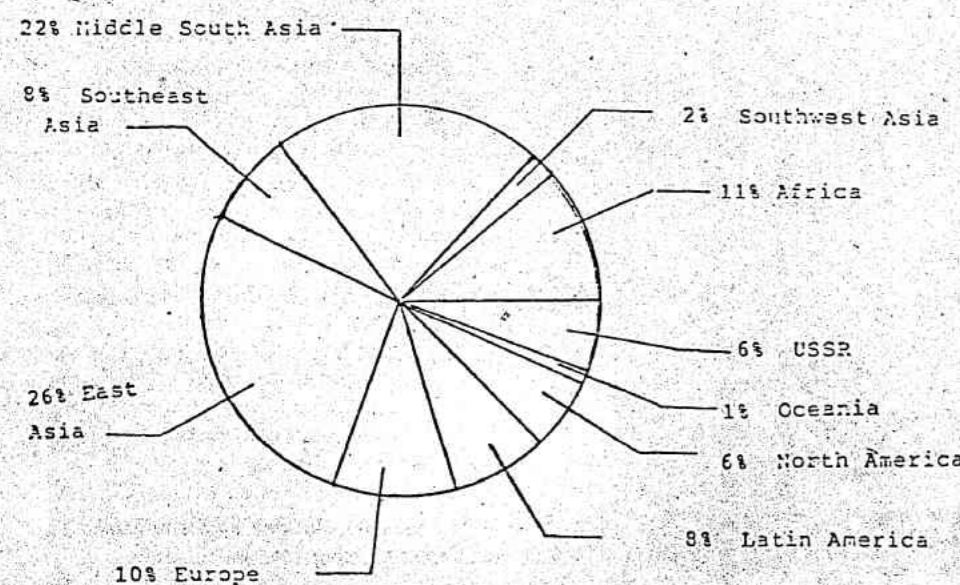 22% Middle South Asia
8% Southeast
Asia
2% Southwest Asia
11% Africa
6% USSR
1% Oceania
26% East
Asia
6% North America
8% Latin America
10% Europe